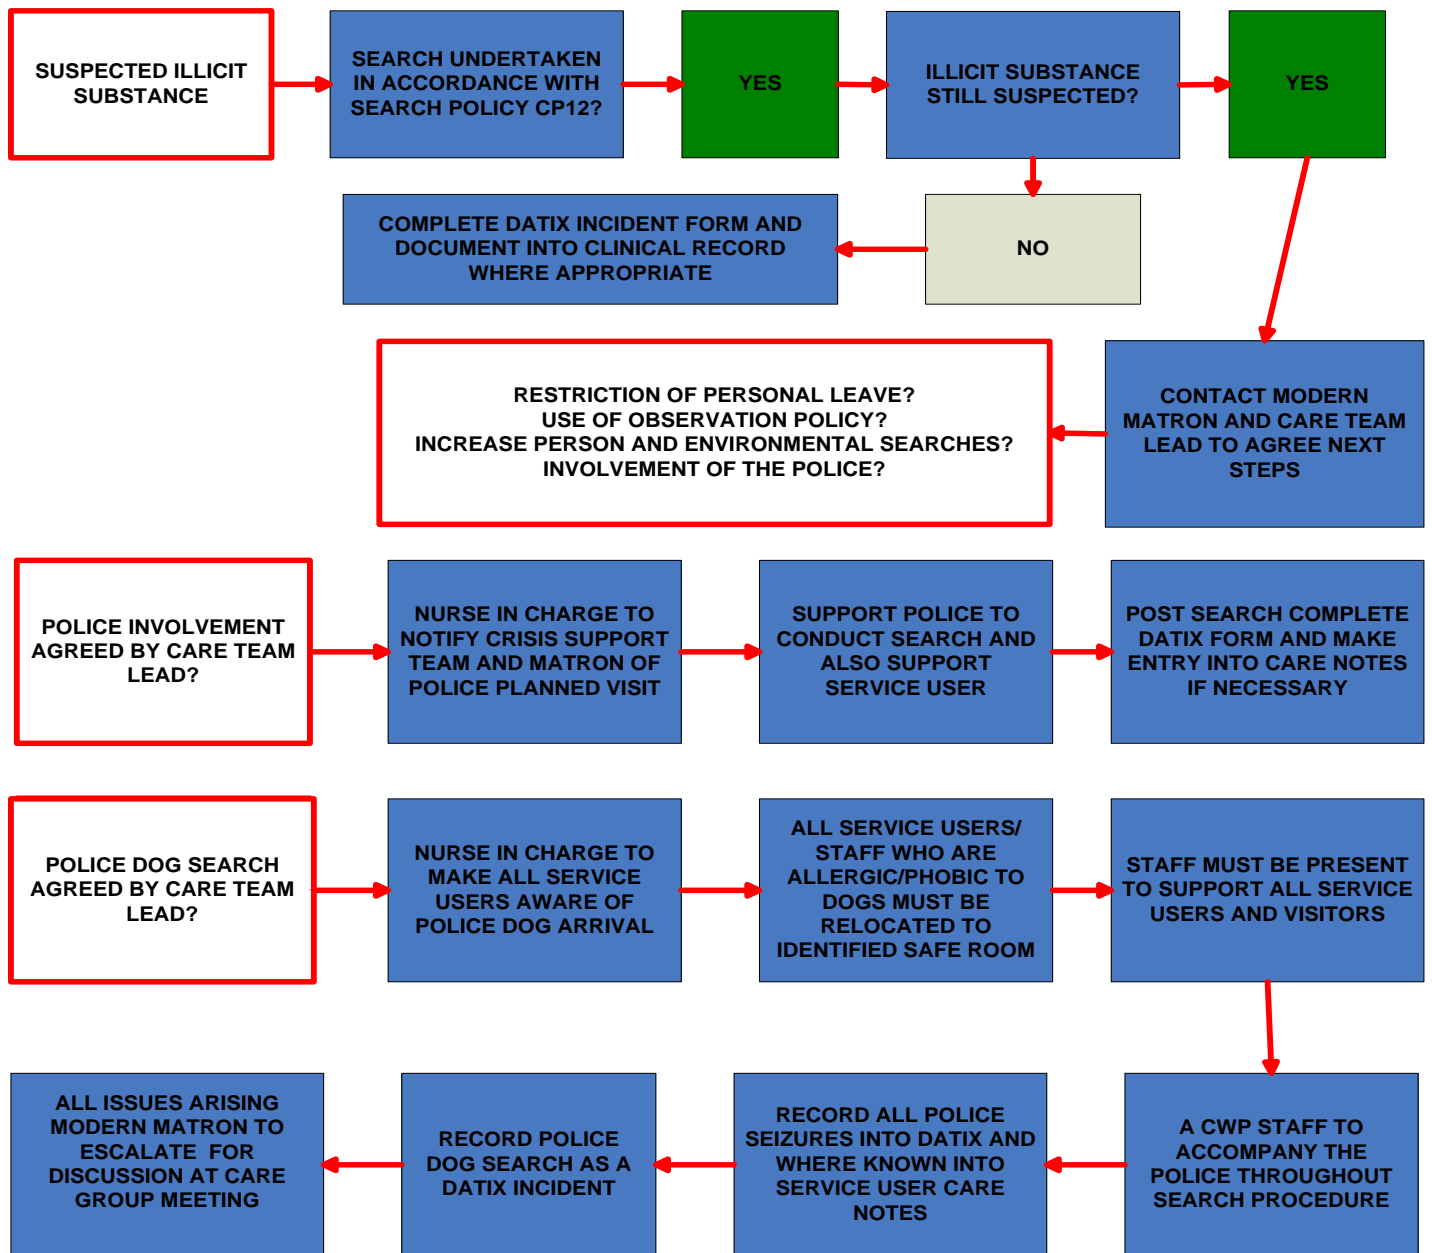 SUSPECTED ILLICIT
SUBSTANCE
SEARCH UNDERTAKEN
IN ACCORDANCE WITH
SEARCH POLICY CP12?
YES
ILLICIT SUBSTANCE
STILL SUSPECTED?
YES
COMPLETE DATIX INCIDENT FORM AND
DOCUMENT INTO CLINICAL RECORD
WHERE APPROPRIATE
NO
RESTRICTION OF PERSONAL LEAVE?
USE OF OBSERVATION POLICY?
INCREASE PERSON AND ENVIRONMENTAL SEARCHES?
INVOLVEMENT OF THE POLICE?
CONTACT MODERN
MATRON AND CARE TEAM
LEAD TO AGREE NEXT
STEPS
POLICE INVOLVEMENT
AGREED BY CARE TEAM
LEAD?
NURSE IN CHARGE TO
NOTIFY CRISIS SUPPORT
TEAM AND MATRON OF
POLICE PLANNED VISIT
SUPPORT POLICE TO
CONDUCT SEARCH AND
ALSO SUPPORT
SERVICE USER
POST SEARCH COMPLETE
DATIX FORM AND MAKE
ENTRY INTO CARE NOTES
IF NECESSARY
POLICE DOG SEARCH
AGREED BY CARE TEAM
LEAD?
NURSE IN CHARGE TO
MAKE ALL SERVICE
USERS AWARE OF
POLICE DOG ARRIVAL
ALL SERVICE USERS/
STAFF WHO ARE
ALLERGIC/PHOBIC TO
DOGS MUST BE
RELOCATED TO
IDENTIFIED SAFE ROOM
STAFF MUST BE PRESENT
TO SUPPORT ALL SERVICE
USERS AND VISITORS
ALL ISSUES ARISING
MODERN MATRON TO
ESCALATE FOR
DISCUSSION AT CARE
GROUP MEETING
RECORD POLICE
DOG SEARCH AS A
DATIX INCIDENT
RECORD ALL POLICE
SEIZURES INTO DATIX AND
WHERE KNOWN INTO
SERVICE USER CARE
NOTES
A CWP STAFF TO
ACCOMPANY THE
POLICE THROUGHOUT
SEARCH PROCEDURE